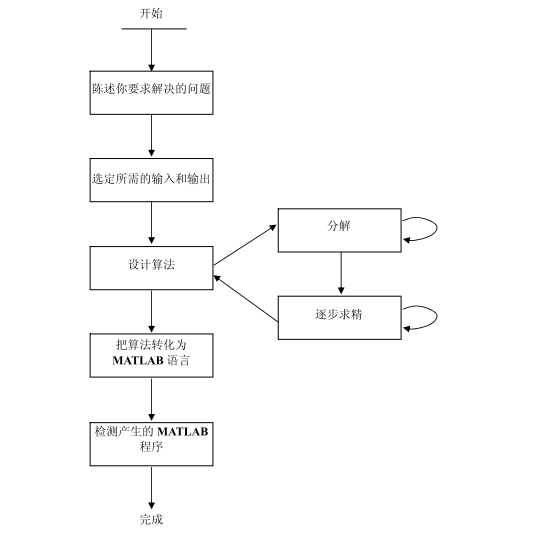 开始
陈述你要求解决的问题
选定所需的输入和输出
设计算法
分解
逐步求精
把算法转化为
MATLAB 语言
检测产生的 MATLAB
程序
完成